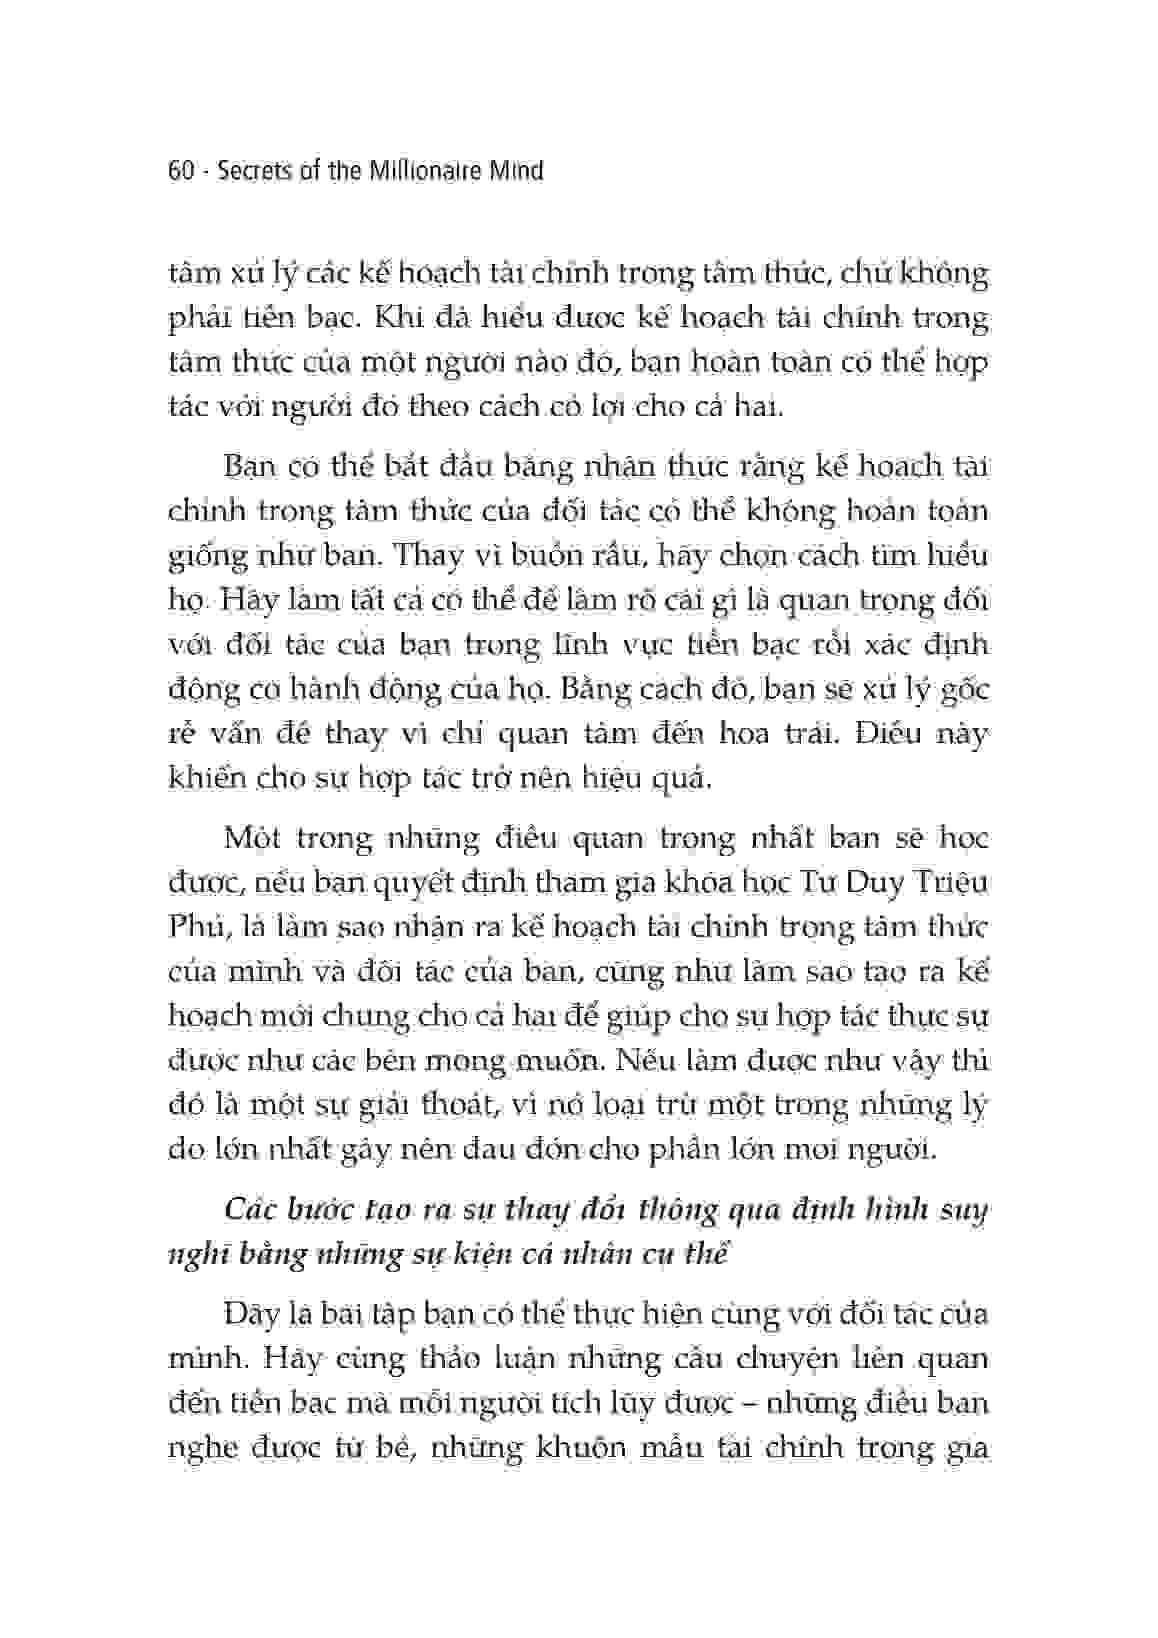 60 - Secrets of the Millionaire Mind
tâm xử lý các kế hoạch tài chính trong tâm thức, chứ không
phải tiền bạc. Khi đã hiểu được kế hoạch tài chính trong
tâm thức của một người nào đó, bạn hoàn toàn có thể hợp
tác với người đó theo cách có lợi cho cả hai.
Bạn có thể bắt đầu bằng nhận thức rằng kế hoạch tài
chính trong tâm thức của đối tác có thể không hoàn toàn
giống như bạn. Thay vì buồn rầu, hãy chọn cách tìm hiểu
họ. Hãy làm tất cả có thể để làm rõ cái gì là quan trọng đối
với đối tác của bạn trong lĩnh vực tiền bạc rồi xác định
động cơ hành động của họ. Bằng cách đó, bạn sẽ xử lý gốc
rễ vấn đề thay vì chỉ quan tâm đến hoa trái. Điều này
khiến cho sự hợp tác trở nên hiệu quả.
Một trong những điều quan trọng nhất bạn sẽ học
được, nếu bạn quyết định tham gia khóa học Tư Duy Triệu
Phú, là làm sao nhận ra kế hoạch tài chính trong tâm thức
của mình và đối tác của bạn, cũng như làm sao tạo ra kế
hoạch mới chung cho cả hai để giúp cho sự hợp tác thực sự
được như các bên mong muốn. Nếu làm được như vậy thì
đó là một sự giải thoát, vì nó loại trừ một trong những lý
do lớn nhất gây nên đau đớn cho phần lớn mọi người.
Các bước tạo ra sự thay đổi thông qua định hình suy
nghĩ bằng những sự kiện cá nhân cụ thể
Đây là bài tập bạn có thể thực hiện cùng với đối tác của
mình. Hãy cùng thảo luận những câu chuyện liên quan
đến tiền bạc mà mỗi người tích lũy được – những điều bạn
nghe được từ bé, những khuôn mẫu tài chính trong gia